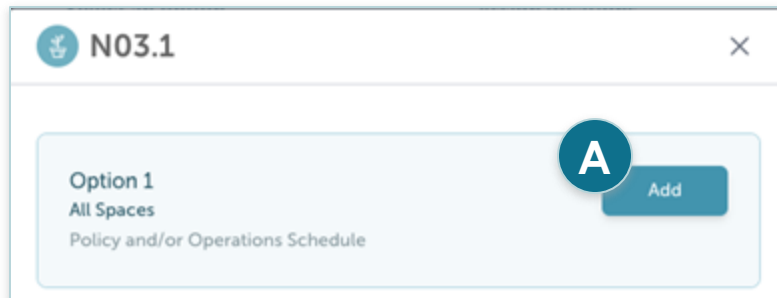 N03.1
A
Option 1
Add
All Spaces
Policy and/or Operations Schedule